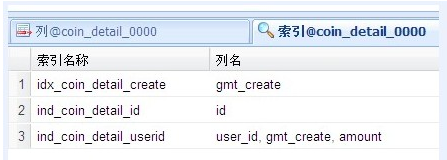 列@coin_detail_0000
索引@coin_detail_0000
索引名称 列名
1 idx_coin_detail_create gmt_create
2 ind_coin_detail_id id
3 ind_coin_detail_userid user_id, gmt_create, amount